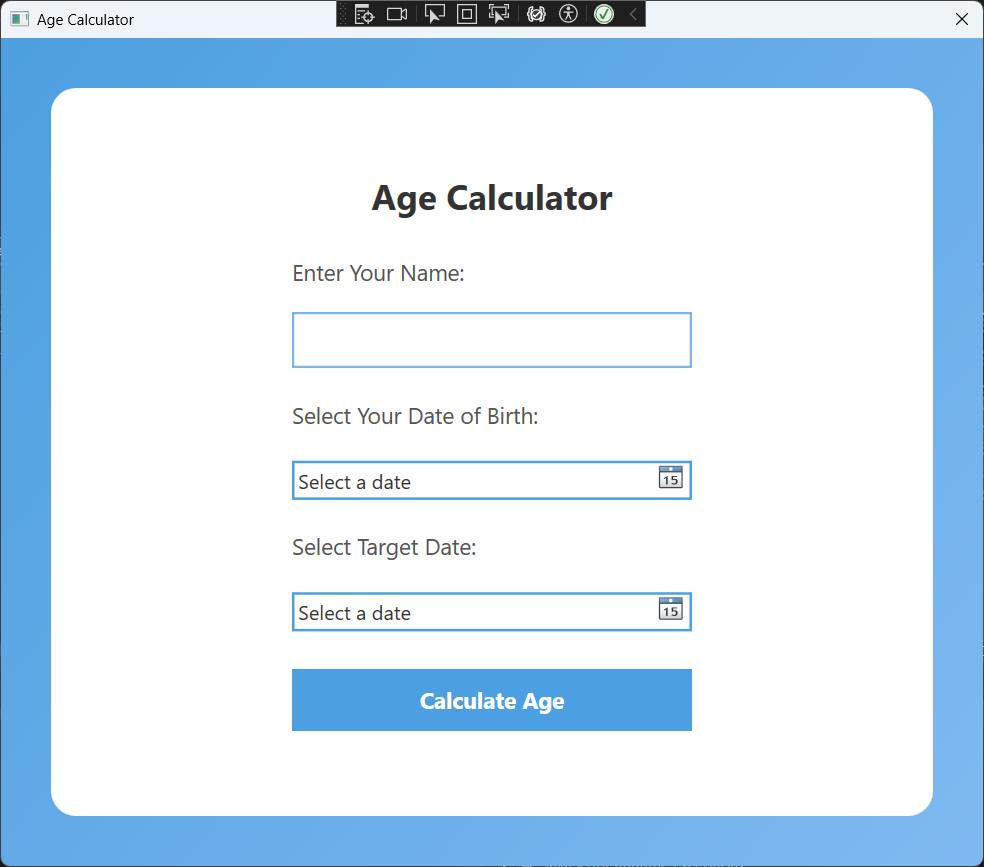 Age Calculator
Age Calculator
Enter Your Name:
Select Your Date of Birth:
Select a date
15
Select Target Date:
Select a date
15
Calculate Age